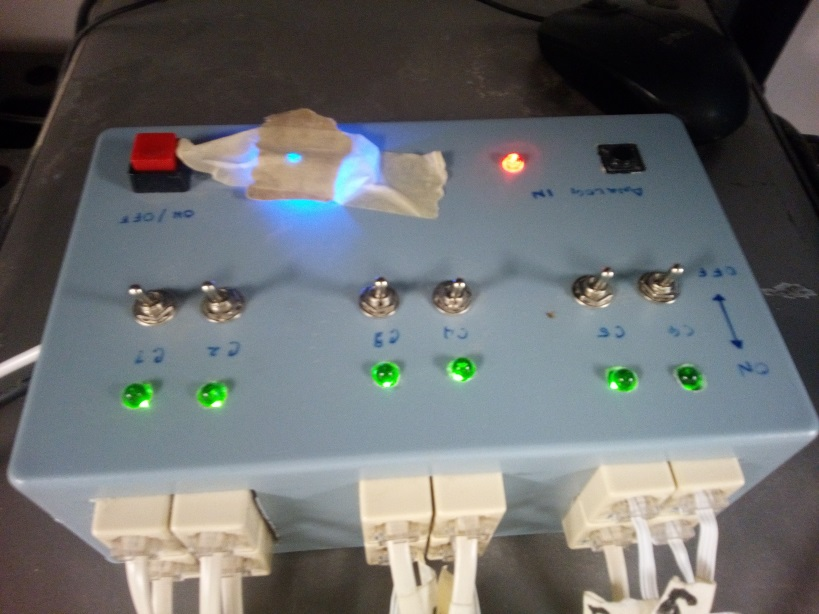 ON/OFF
ANALOG IN
OFF
C1 C2 C3 C4 C5 C6
ON